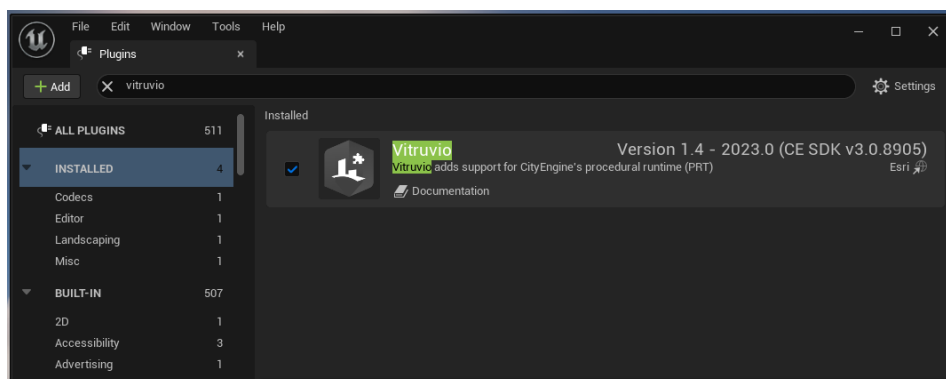 File Edit Window Tools Help
Plugins
Add vitruvio Settings
ALL PLUGINS 511
INSTALLED 4
Codecs 1
Editor 1
Landscaping 1
Misc 1
BUILT-IN 507
2D 1
Accessibility 3
Advertising 1
Installed
Vitruvio Version 1.4 - 2023.0 (CE SDK v3.0.8905)
Vitruvio adds support for CityEngine's procedural runtime (PRT) Esri
Documentation